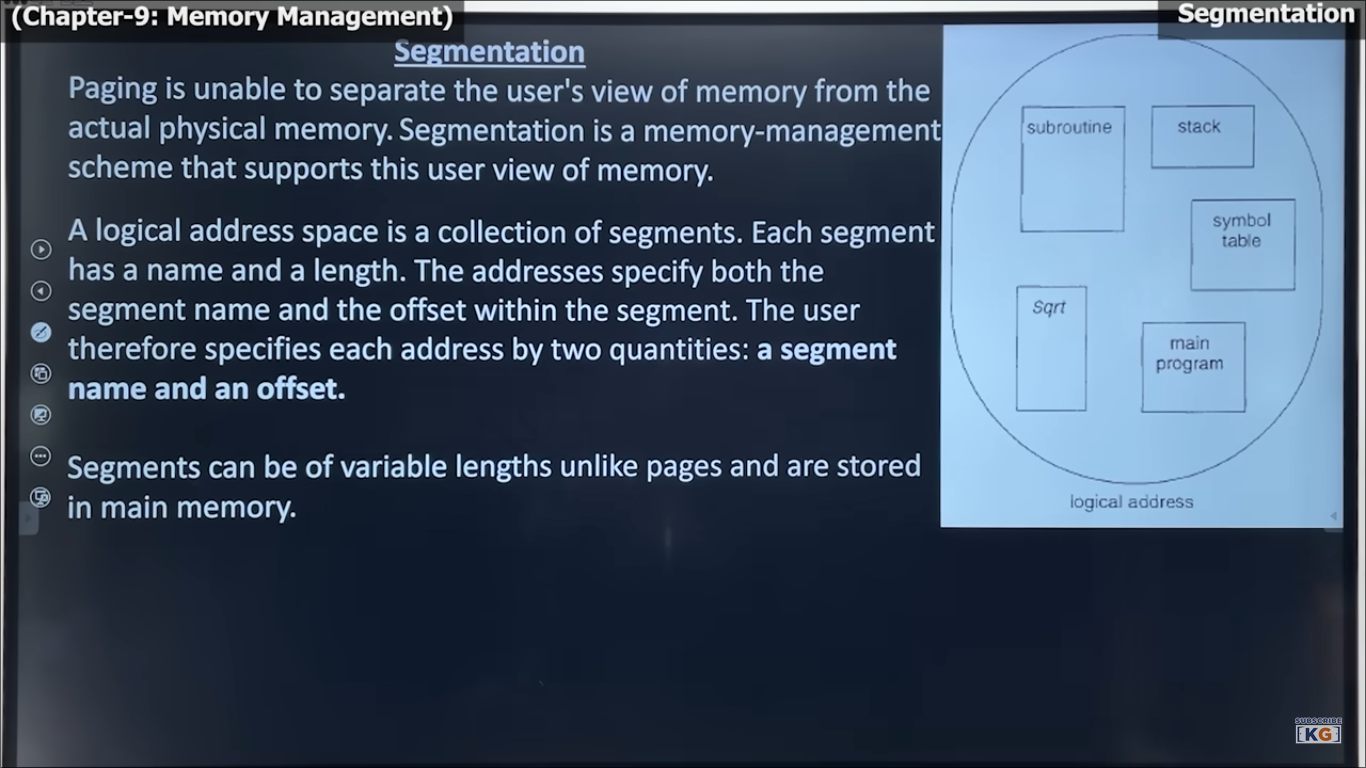 (Chapter-9: Memory Management)
Segmentation
Segmentation
Paging is unable to separate the user's view of memory from the
actual physical memory. Segmentation is a memory-management
scheme that supports this user view of memory.
A logical address space is a collection of segments. Each segment
has a name and a length. The addresses specify both the
segment name and the offset within the segment. The user
therefore specifies each address by two quantities: a segment
name and an offset.
Segments can be of variable lengths unlike pages and are stored
in main memory.
subroutine
stack
symbol
table
Sqrt
main
program
logical address
SUBSCRIBE
[KG]